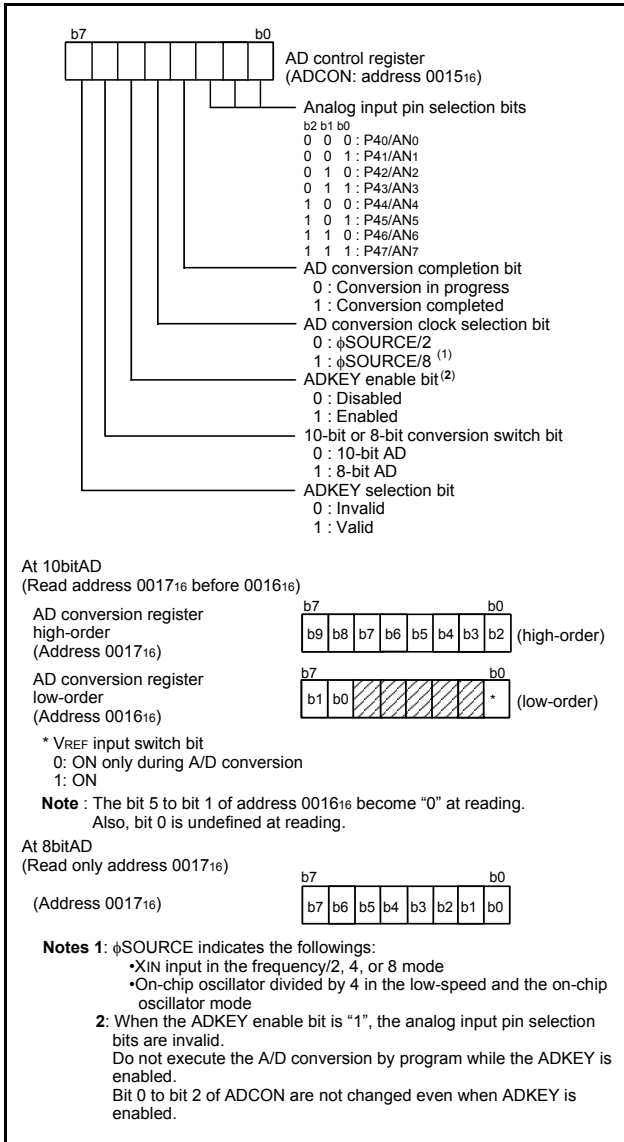 b7 b0
AD control register
(ADCON: address 001516)
Analog input pin selection bits
b2 b1 b0
0 0 0 : P40/AN0
0 0 1 : P41/AN1
0 1 0 : P42/AN2
0 1 1 : P43/AN3
1 0 0 : P44/AN4
1 0 1 : P45/AN5
1 1 0 : P46/AN6
1 1 1 : P47/AN7
AD conversion completion bit
0 : Conversion in progress
1 : Conversion completed
AD conversion clock selection bit
0 : ϕSOURCE/2
1 : ϕSOURCE/8 (1)
ADKEY enable bit (2)
0 : Disabled
1 : Enabled
10-bit or 8-bit conversion switch bit
0 : 10-bit AD
1 : 8-bit AD
ADKEY selection bit
0 : Invalid
1 : Valid
At 10bitAD
(Read address 001716 before 001616)
b7 b0
AD conversion register
high-order
(Address 001716)
b9 b8 b7 b6 b5 b4 b3 b2 (high-order)
b7 b0
AD conversion register
low-order
(Address 001616)
b1 b0 * (low-order)
* VREF input switch bit
0: ON only during A/D conversion
1: ON
Note : The bit 5 to bit 1 of address 001616 become “0” at reading.
Also, bit 0 is undefined at reading.
At 8bitAD
(Read only address 001716)
b7 b0
(Address 001716)
b7 b6 b5 b4 b3 b2 b1 b0
Notes 1: ϕSOURCE indicates the followings:
•XIN input in the frequency/2, 4, or 8 mode
•On-chip oscillator divided by 4 in the low-speed and the on-chip
oscillator mode
2: When the ADKEY enable bit is “1”, the analog input pin selection
bits are invalid.
Do not execute the A/D conversion by program while the ADKEY is
enabled.
Bit 0 to bit 2 of ADCON are not changed even when ADKEY is
enabled.